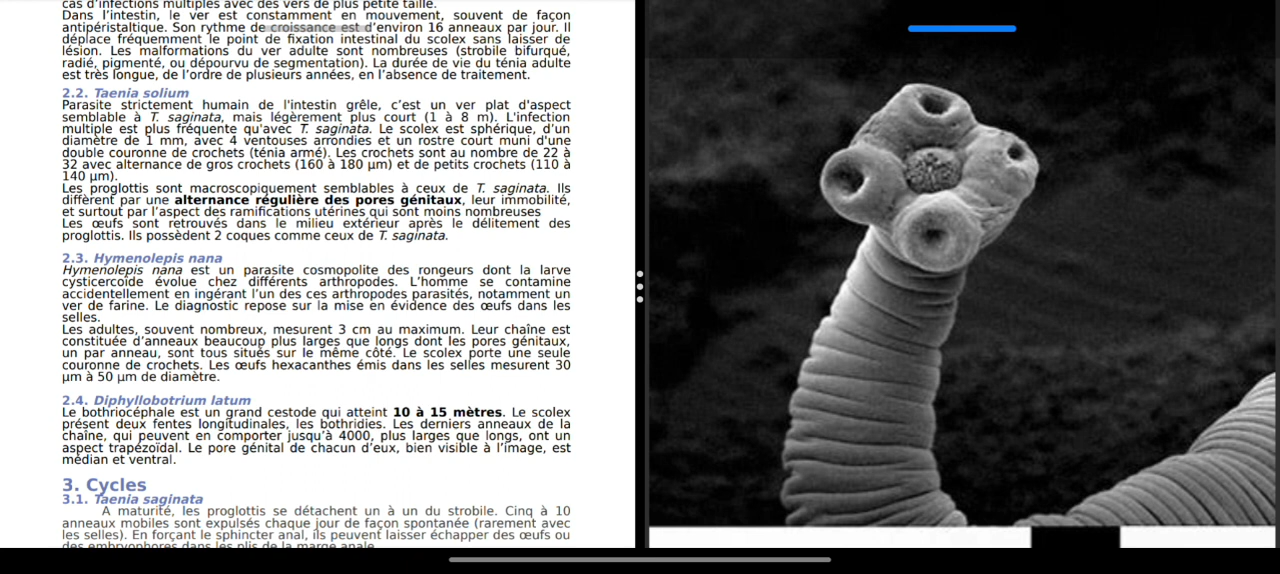 cas d'infections multiples avec des vers de plus petite taille.
Dans l'intestin, le ver est constamment en mouvement, souvent de façon
antipéristaltique. Son rythme de croissance est d'environ 16 anneaux par jour. Il
déplace fréquemment le point de fixation intestinal du scolex sans laisser de
lésion. Les malformations du ver adulte sont nombreuses (strobile bifurqué,
radié, pigmenté, ou dépourvu de segmentation). La durée de vie du ténia adulte
est très longue, de l'ordre de plusieurs années, en l'absence de traitement.
2.2. Taenia solium
Parasite strictement humain de l'intestin grêle, c'est un ver plat d'aspect
semblable à T. saginata, mais légèrement plus court (1 à 8 m). L'infection
multiple est plus fréquente qu'avec T. saginata. Le scolex est sphérique, d'un
diamètre de 1 mm, avec 4 ventouses arrondies et un rostre court muni d'une
double couronne de crochets (ténia armé). Les crochets sont au nombre de 22 à
32 avec alternance de gros crochets (160 à 180 µm) et de petits crochets (110 à
140 µm).
Les proglottis sont macroscopiquement semblables à ceux de T. saginata. Ils
diffèrent par une alternance régulière des pores génitaux, leur immobilité,
et surtout par l'aspect des ramifications utérines qui sont moins nombreuses
Les œufs sont retrouvés dans le milieu extérieur après le délitement des
proglottis. Ils possèdent 2 coques comme ceux de T. saginata.
2.3. Hymenolepis nana
Hymenolepis nana est un parasite cosmopolite des rongeurs dont la larve
cysticercoïde évolue chez différents arthropodes. L'homme se contamine
accidentellement en ingérant l'un des ces arthropodes parasités, notamment un
ver de farine. Le diagnostic repose sur la mise en évidence des œufs dans les
selles.
Les adultes, souvent nombreux, mesurent 3 cm au maximum. Leur chaîne est
constituée d'anneaux beaucoup plus larges que longs dont les pores génitaux,
un par anneau, sont tous situés sur le même côté. Le scolex porte une seule
couronne de crochets. Les œufs hexacanthes émis dans les selles mesurent 30
µm à 50 µm de diamètre.
2.4. Diphyllobotrium latum
Le bothriocéphale est un grand cestode qui atteint 10 à 15 mètres. Le scolex
présent deux fentes longitudinales, les bothridies. Les derniers anneaux de la
chaîne, qui peuvent en comporter jusqu'à 4000, plus larges que longs, ont un
aspect trapézoïdal. Le pore génital de chacun d'eux, bien visible à l'image, est
médian et ventral.
3. Cycles
3.1. Taenia saginata
A maturité, les proglottis se détachent un à un du strobile. Cinq à 10
anneaux mobiles sont expulsés chaque jour de façon spontanée (rarement avec
les selles). En forçant le sphincter anal, ils peuvent laisser échapper des œufs ou
des embryophores dans les plis de la marge anale.